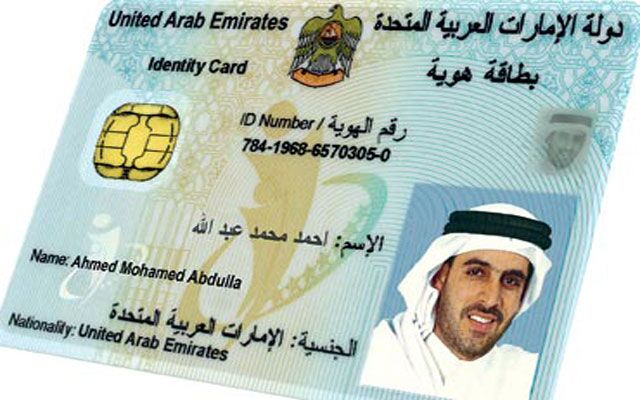 United Arab Emirates
دولة الإمارات العربية المتحدة
Identity Card
بطاقة هوية
ID Number / رقم الهوية
784-1968-6570305-0
الإسم: احمد محمد عبد الله
Name: Ahmed Mohamed Abdulla
الجنسية: الإمارات العربية المتحدة
Nationality: United Arab Emirates